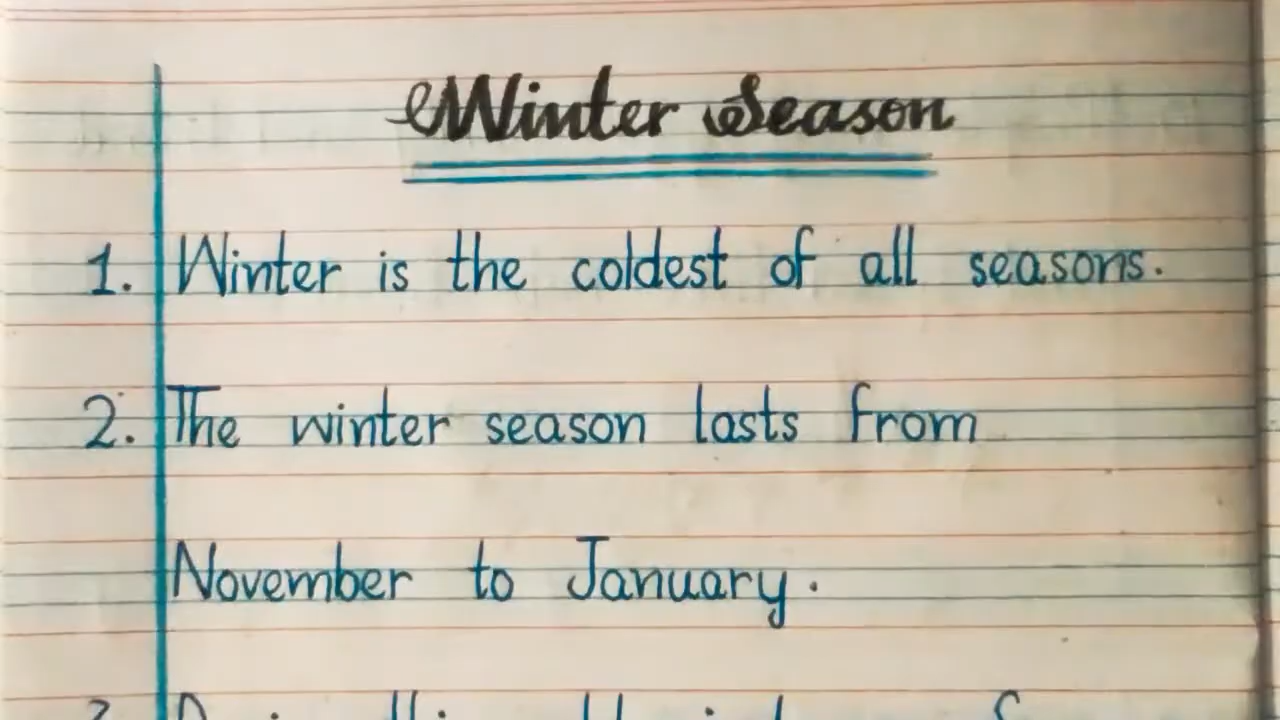 Winter Season
1. Winter is the coldest of all seasons.
2. The winter season lasts from
November to January.